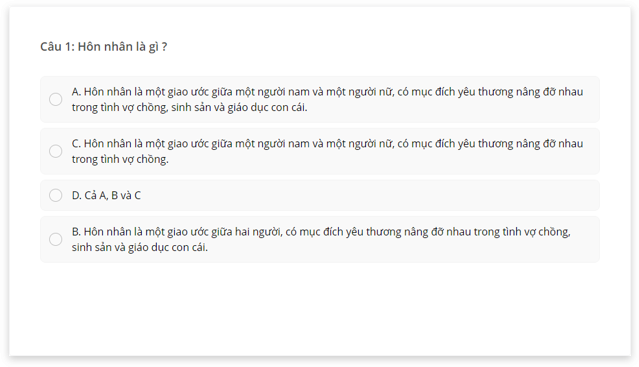 Câu 1: Hôn nhân là gì ?
A. Hôn nhân là một giao ước giữa một người nam và một người nữ, có mục đích yêu thương nâng đỡ nhau
trong tình vợ chồng, sinh sản và giáo dục con cái.
C. Hôn nhân là một giao ước giữa một người nam và một người nữ, có mục đích yêu thương nâng đỡ nhau
trong tình vợ chồng.
D. Cả A, B và C
B. Hôn nhân là một giao ước giữa hai người, có mục đích yêu thương nâng đỡ nhau trong tình vợ chồng,
sinh sản và giáo dục con cái.